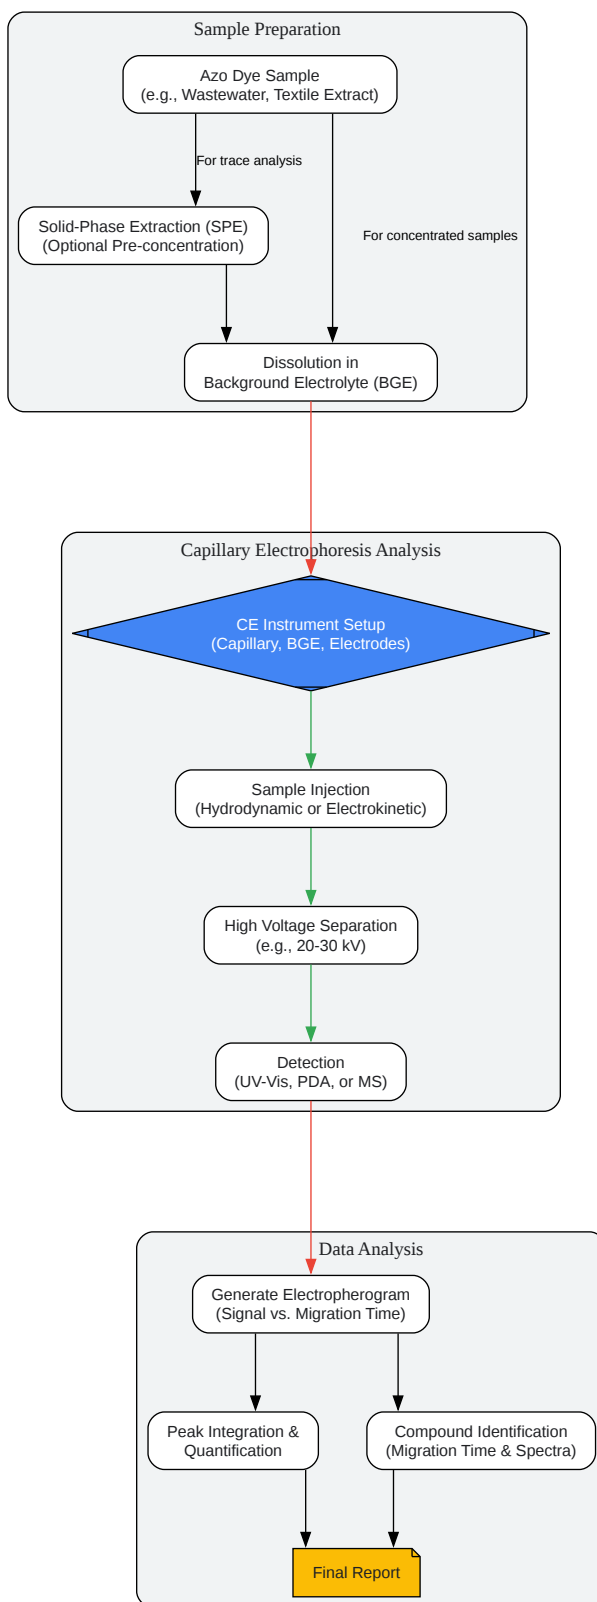 Sample Preparation
Azo Dye Sample
(e.g., Wastewater, Textile Extract)
For trace analysis
Solid-Phase Extraction (SPE)
(Optional Pre-concentration)
For concentrated samples
Dissolution in
Background Electrolyte (BGE)
Capillary Electrophoresis Analysis
CE Instrument Setup
(Capillary, BGE, Electrodes)
Sample Injection
(Hydrodynamic or Electrokinetic)
High Voltage Separation
(e.g., 20-30 kV)
Detection
(UV-Vis, PDA, or MS)
Data Analysis
Generate Electropherogram
(Signal vs. Migration Time)
Peak Integration &
Quantification
Compound Identification
(Migration Time & Spectra)
Final Report